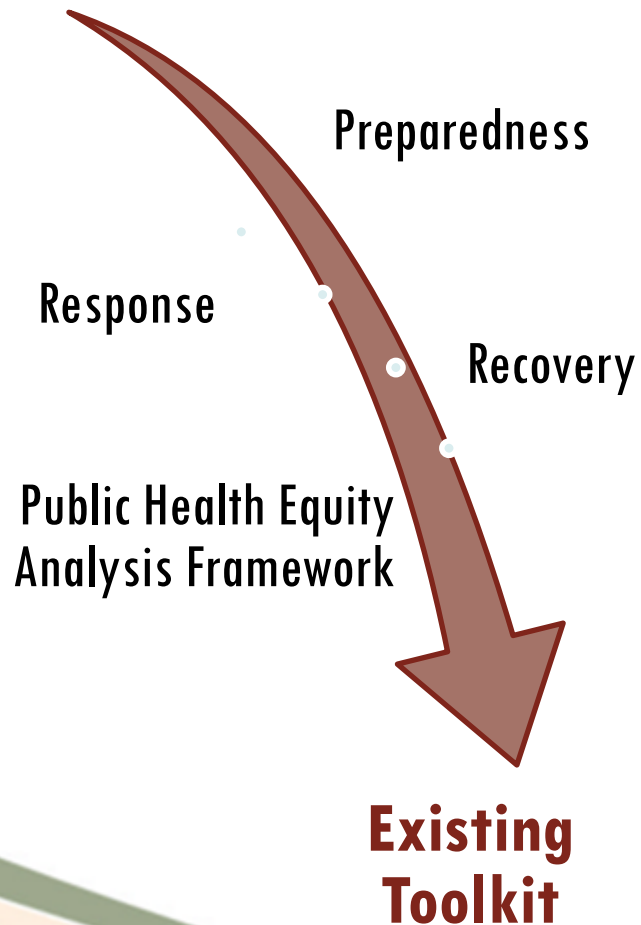 Preparedness
Response
Recovery
Public Health Equity
Analysis Framework
Existing
Toolkit